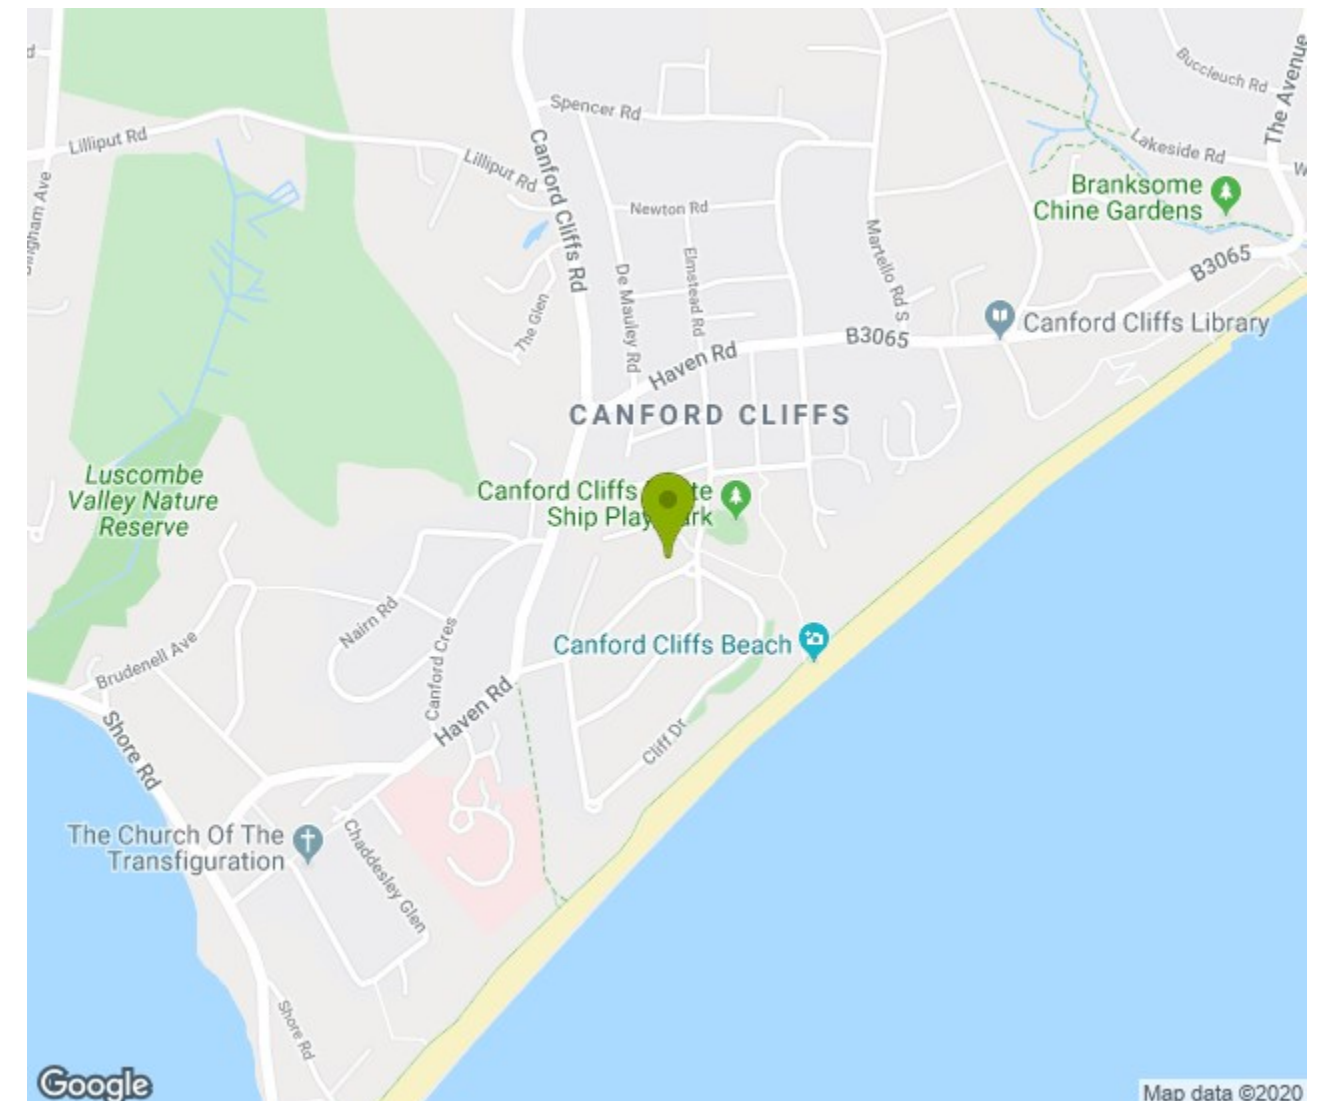 Buccleuch Rd
The Avenue
Spencer Rd
Lilliput Rd
Lilliput Rd
Canford Cliffs Rd
Lakeside Rd
Branksome
Chine Gardens
Newton Rd
Martello Rd S
Elmstead Rd
De Mauley Rd
The Glen
B3065
Canford Cliffs Library
B3065
Haven Rd
CANFORD CLIFFS
Luscombe
Valley Nature
Reserve
Canford Cliffs
Ship Play
Nairn Rd
Canford Cres
Brudenell Ave
Canford Cliffs Beach
Haven Rd
Shore Rd
Cliff Dr
The Church Of The
Transfiguration
Chaddesley Glen
Shore Rd
Google
Map data ©2020